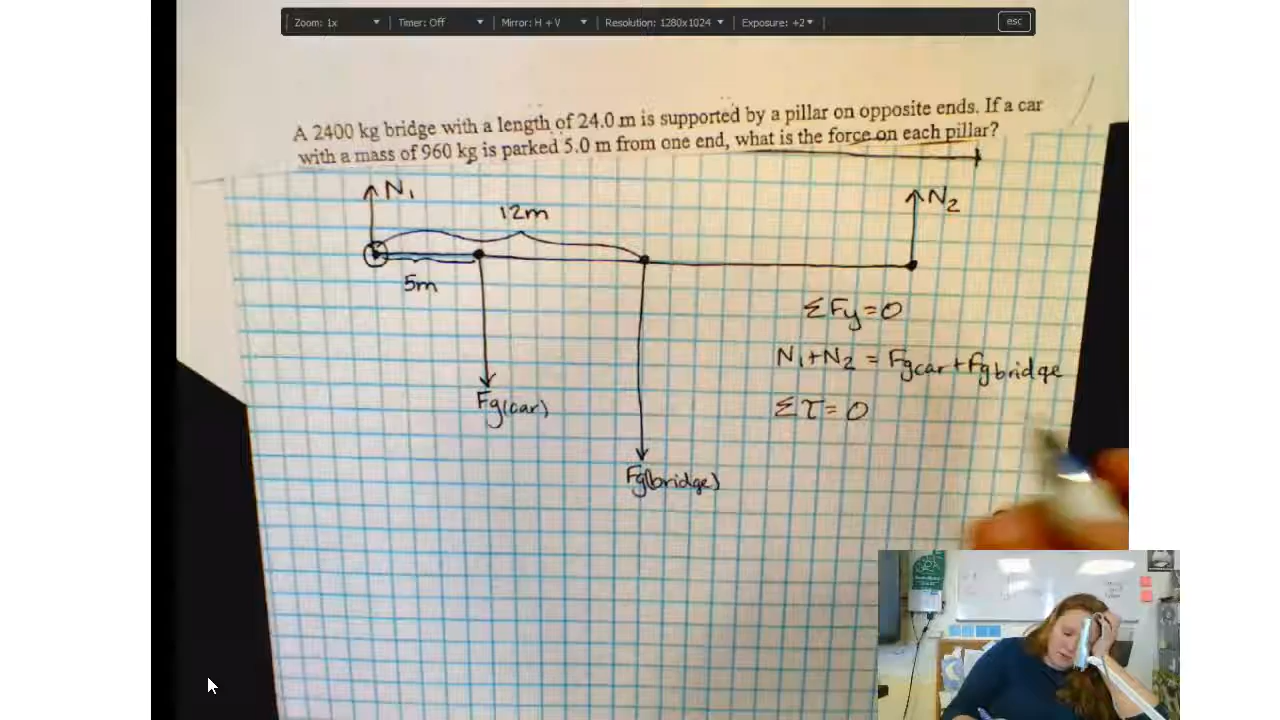 Zoom: 1x Timer: Off Mirror: H + V Resolution: 1280x1024 Exposure: +2 esc
A 2400 kg bridge with a length of 24.0 m is supported by a pillar on opposite ends. If a car
with a mass of 960 kg is parked 5.0 m from one end, what is the force on each pillar?
N₁
N₂
12m
5m
ΣFy=0
N₁+N₂ = Fgcar+Fgbridge
Fg(car)
Στ=0
Fg(bridge)